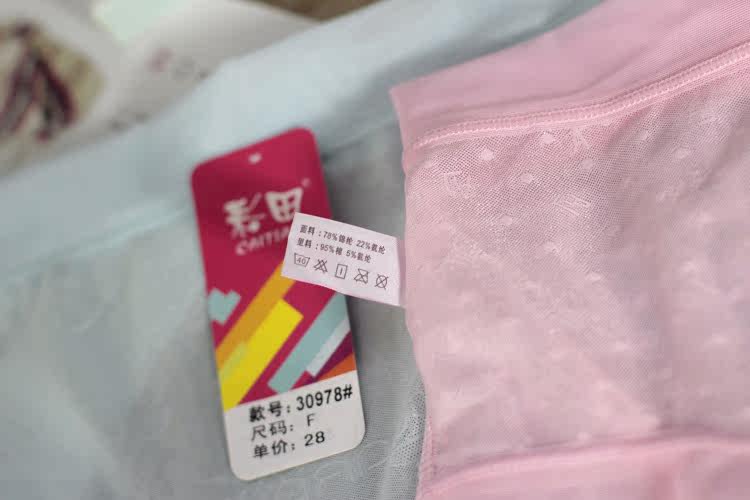 彩田
CAITIAN
面料：78%锦纶 22%氨纶
里料：95%棉 5%氨纶
40
款号：30978#
尺码：F
单价：28